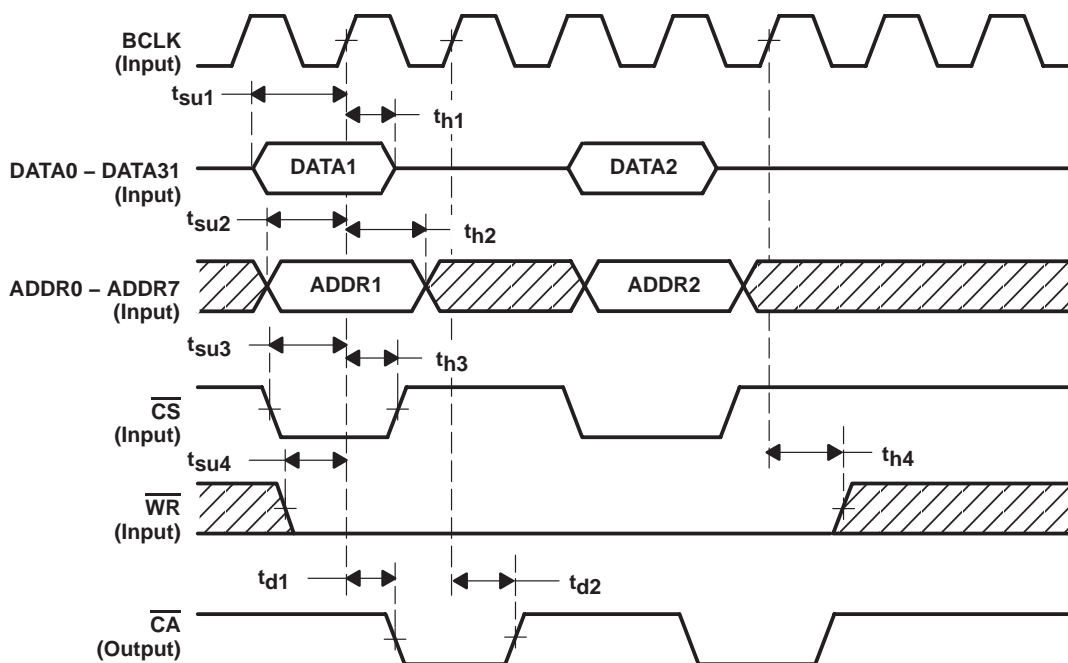 BCLK
(Input)
tsu1
th1
DATA0 – DATA31
(Input)
DATA1
DATA2
tsu2
th2
ADDR0 – ADDR7
(Input)
ADDR1
ADDR2
tsu3
th3
CS
(Input)
tsu4
th4
WR
(Input)
td1
td2
CA
(Output)